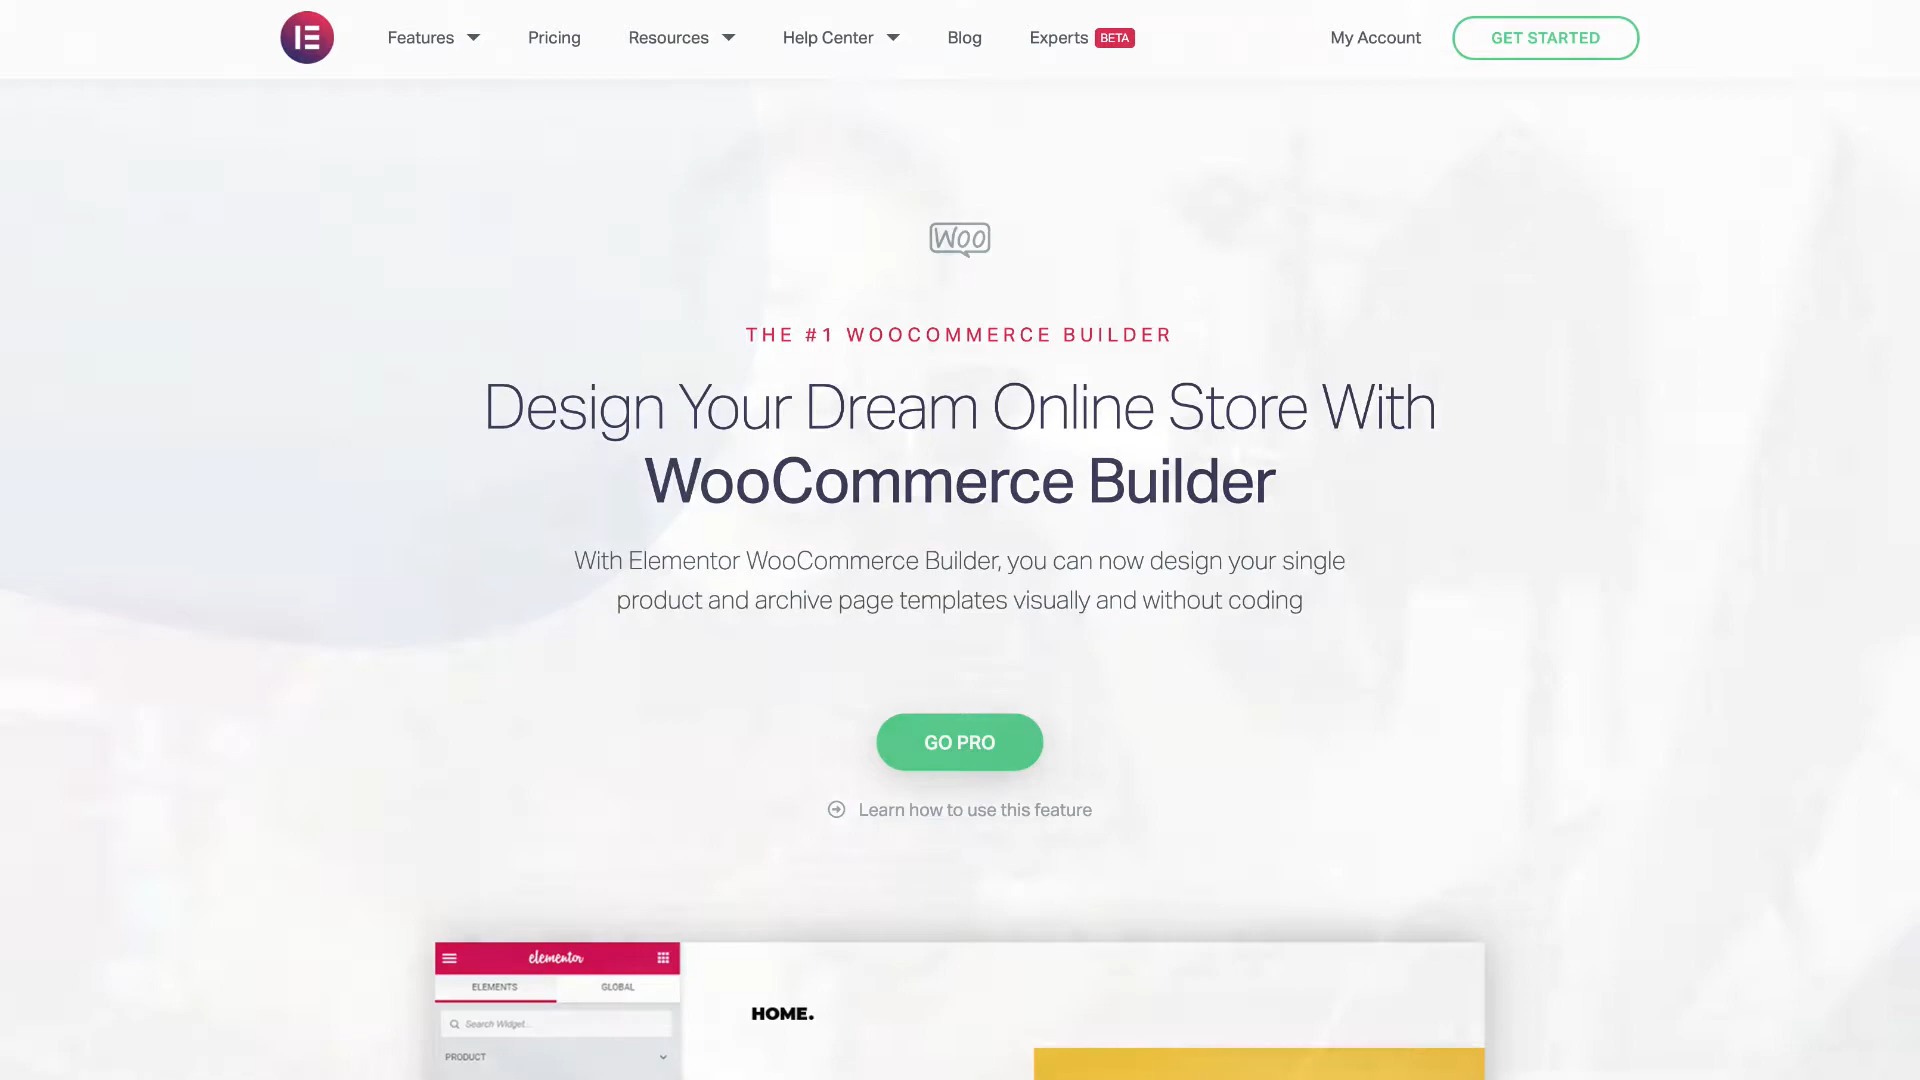 Features Pricing Resources Help Center Blog Experts BETA My Account GET STARTED
Woo
THE #1 WOOCOMMERCE BUILDER
Design Your Dream Online Store With
WooCommerce Builder
With Elementor WooCommerce Builder, you can now design your single
product and archive page templates visually and without coding
GO PRO
Learn how to use this feature
elementor
ELEMENTS GLOBAL
HOME.
Search Widget...
PRODUCT